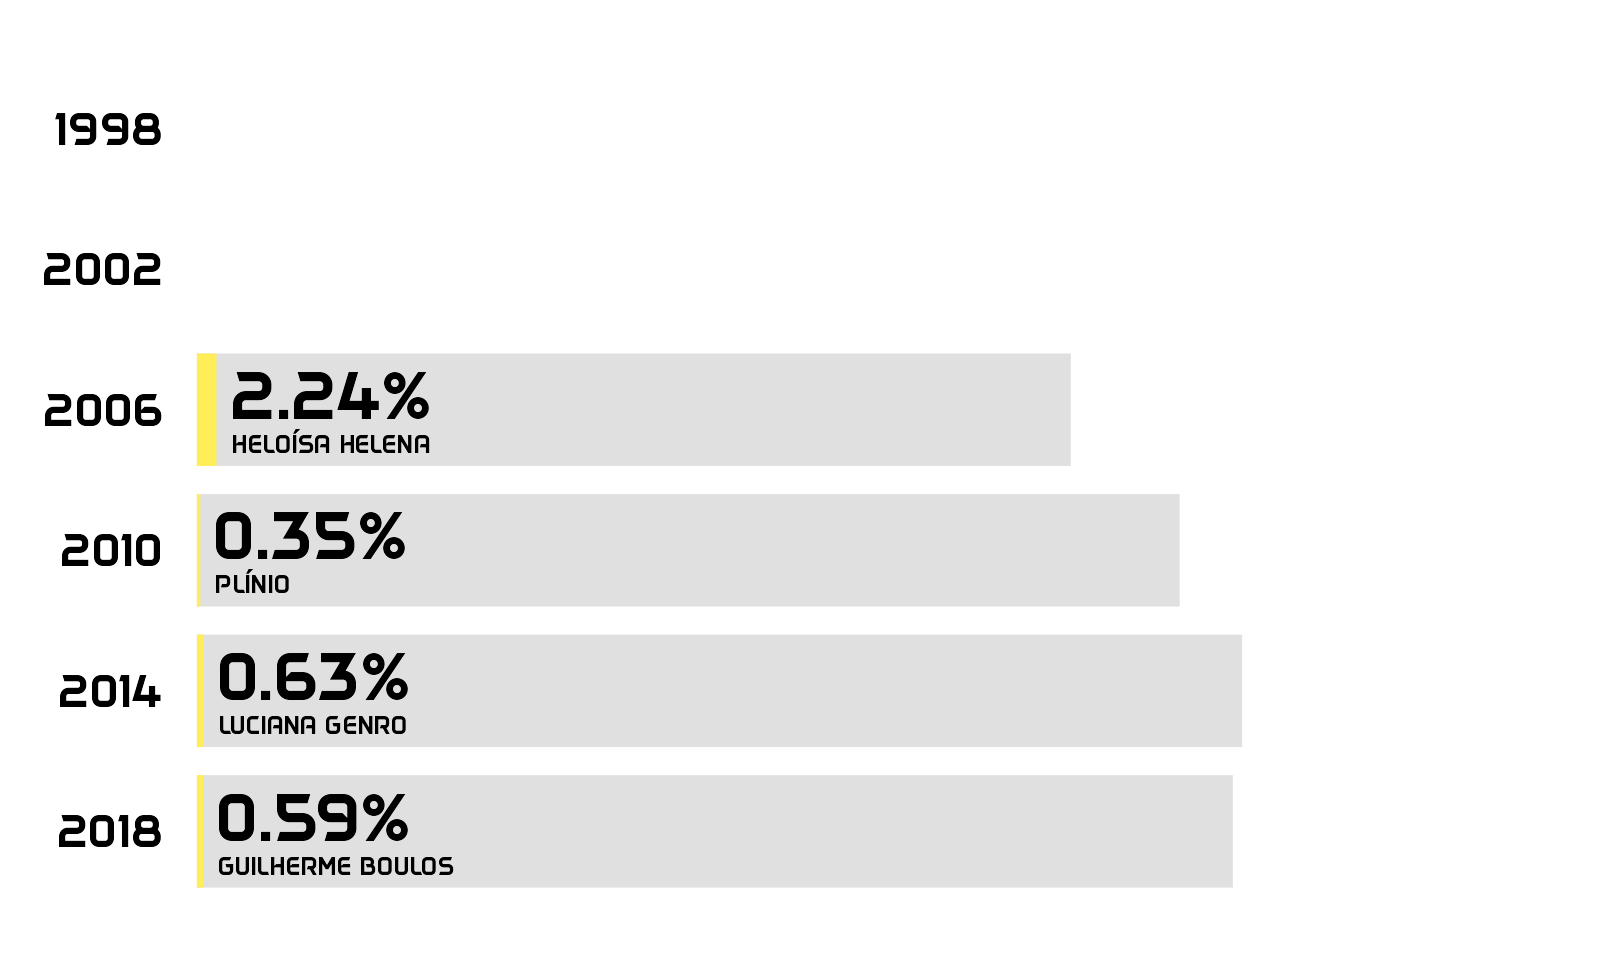 1998
2002
2006
2.24%
HELOÍSA HELENA
2010
0.35%
PLÍNIO
2014
0.63%
LUCIANA GENRO
2018
0.59%
GUILHERME BOULOS